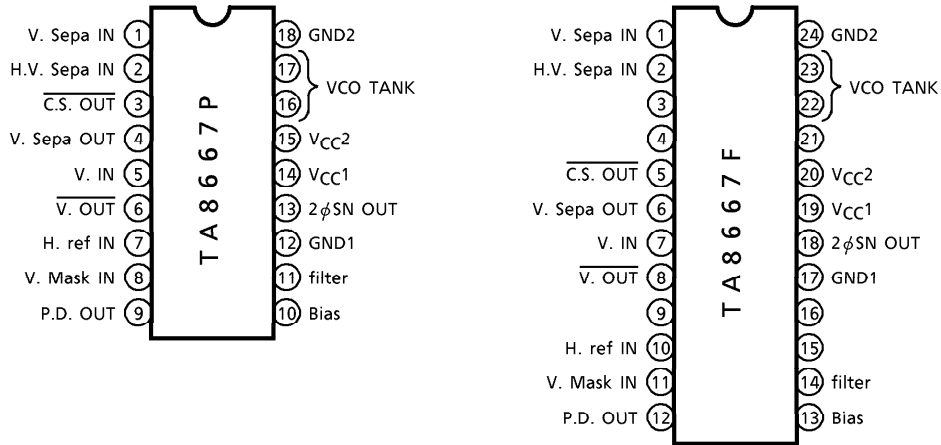 V. Sepa IN 1
H.V. Sepa IN 2
C.S. OUT 3
V. Sepa OUT 4
V. IN 5
V. OUT 6
H. ref IN 7
V. Mask IN 8
P.D. OUT 9
TA8667P
18 GND2
17
VCO TANK
16
15 VCC2
14 VCC1
13 2ϕSN OUT
12 GND1
11 filter
10 Bias
V. Sepa IN 1
H.V. Sepa IN 2
3
4
C.S. OUT 5
V. Sepa OUT 6
V. IN 7
V. OUT 8
9
H. ref IN 10
V. Mask IN 11
P.D. OUT 12
TA8667F
24 GND2
23
VCO TANK
22
21
20 VCC2
19 VCC1
18 2ϕSN OUT
17 GND1
16
15
14 filter
13 Bias